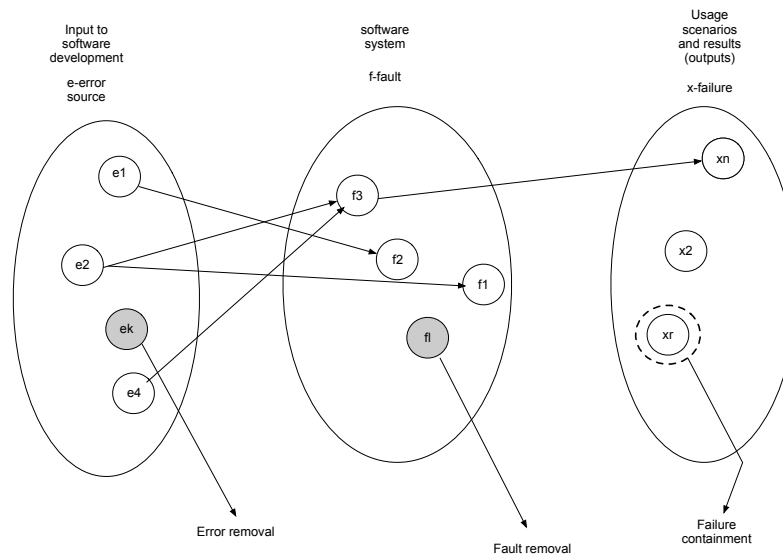 Input to
software
development
e-error
source
software
system
f-fault
Usage
scenarios
and results
(outputs)
x-failure
e1
e2
ek
e4
f3
f2
f1
fl
xn
x2
xr
Error removal
Fault removal
Failure
containment